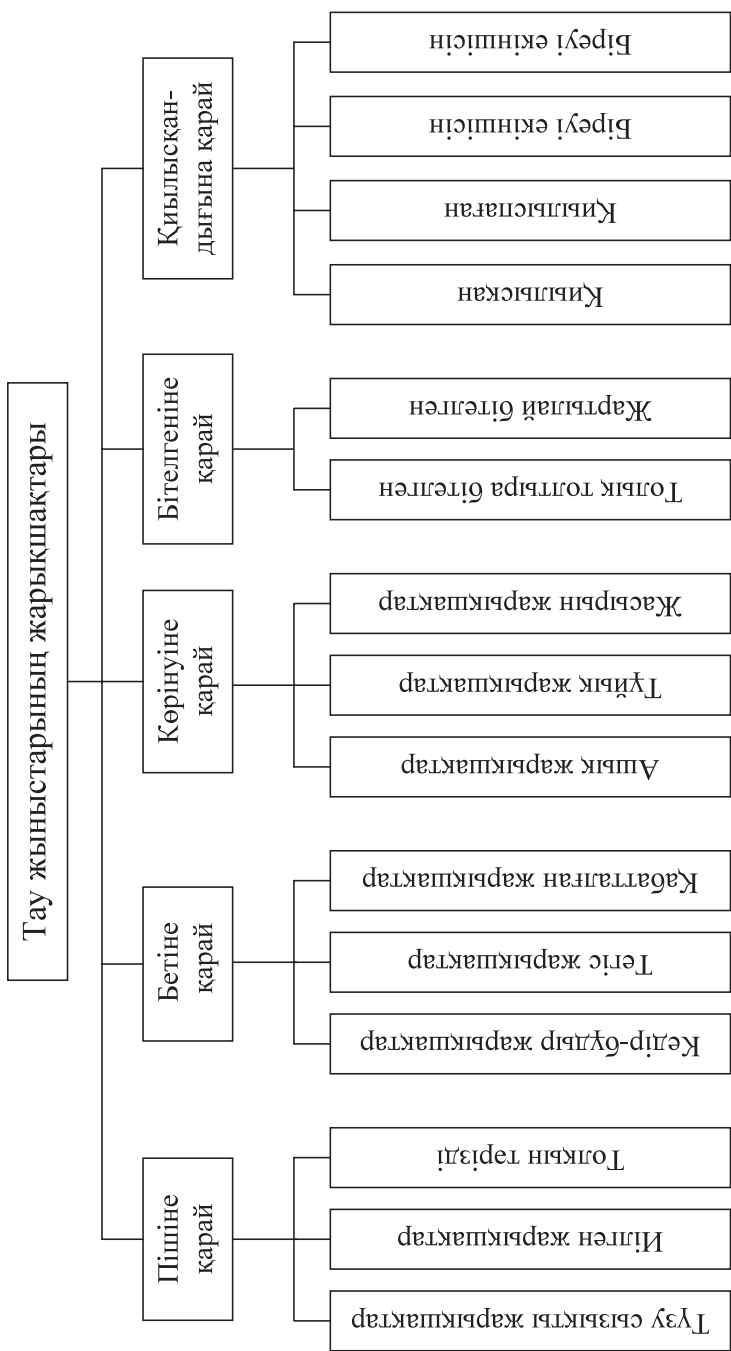 Тау жыныстарының жарықшақтары
Пішіне
қарай
Бетіне
қарай
Көрінуіне
қарай
Бітелгеніне
қарай
Қиылысқан-
дығына қарай
Түзу сызықты жарықшақтар
Иілген жарықшақтар
Толқын тәрізді
Кедір-бұдыр жарықшақтар
Тегіс жарықшақтар
Қабатталған жарықшақтар
Ашық жарықшақтар
Тұйық жарықшақтар
Жасырын жарықшақтар
Толық толтыра бітелген
Жартылай бітелген
Қиылысқан
Қиылыспаған
Біреуі екіншісін
Біреуі екіншісін